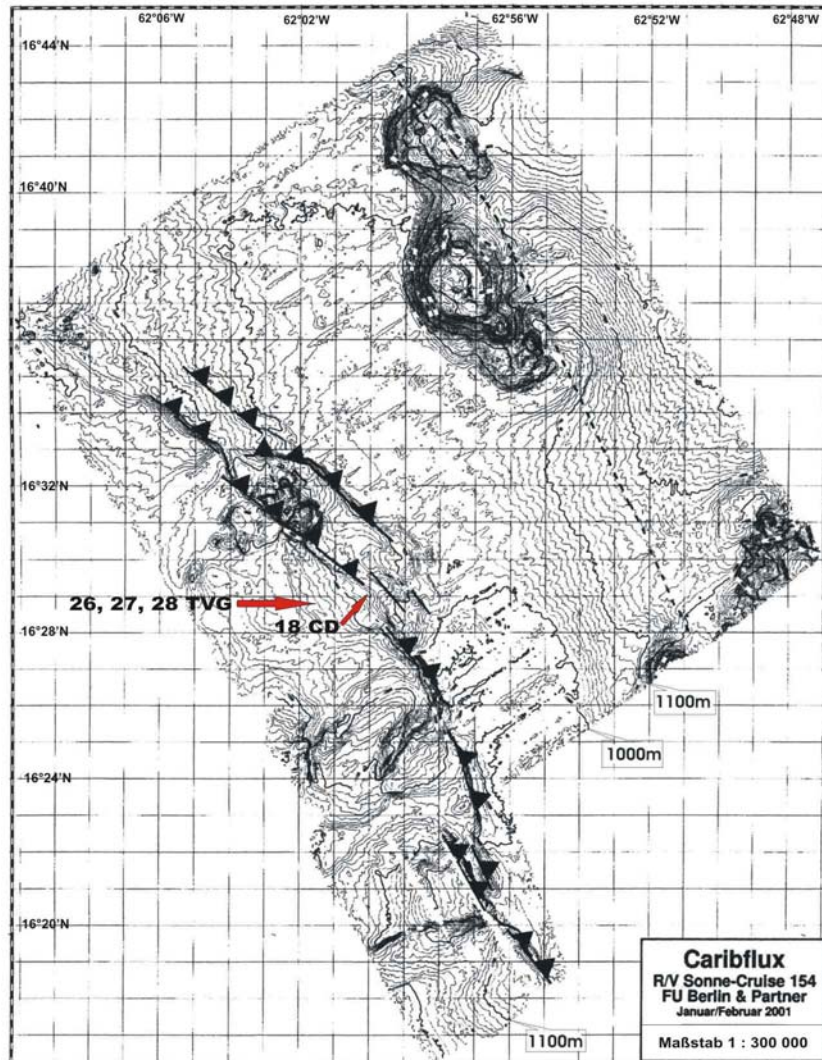 62°06'W 62°02'W 62°56'W 62°52'W 62°48'W
16°44'N
16°40'N
16°32'N
26, 27, 28 TVG
18 CD
16°28'N
1100m
1000m
16°24'N
16°20'N
Caribflux
R/V Sonne-Cruise 154
FU Berlin & Partner
Januar/Februar 2001
1100m
Maßstab 1 : 300 000